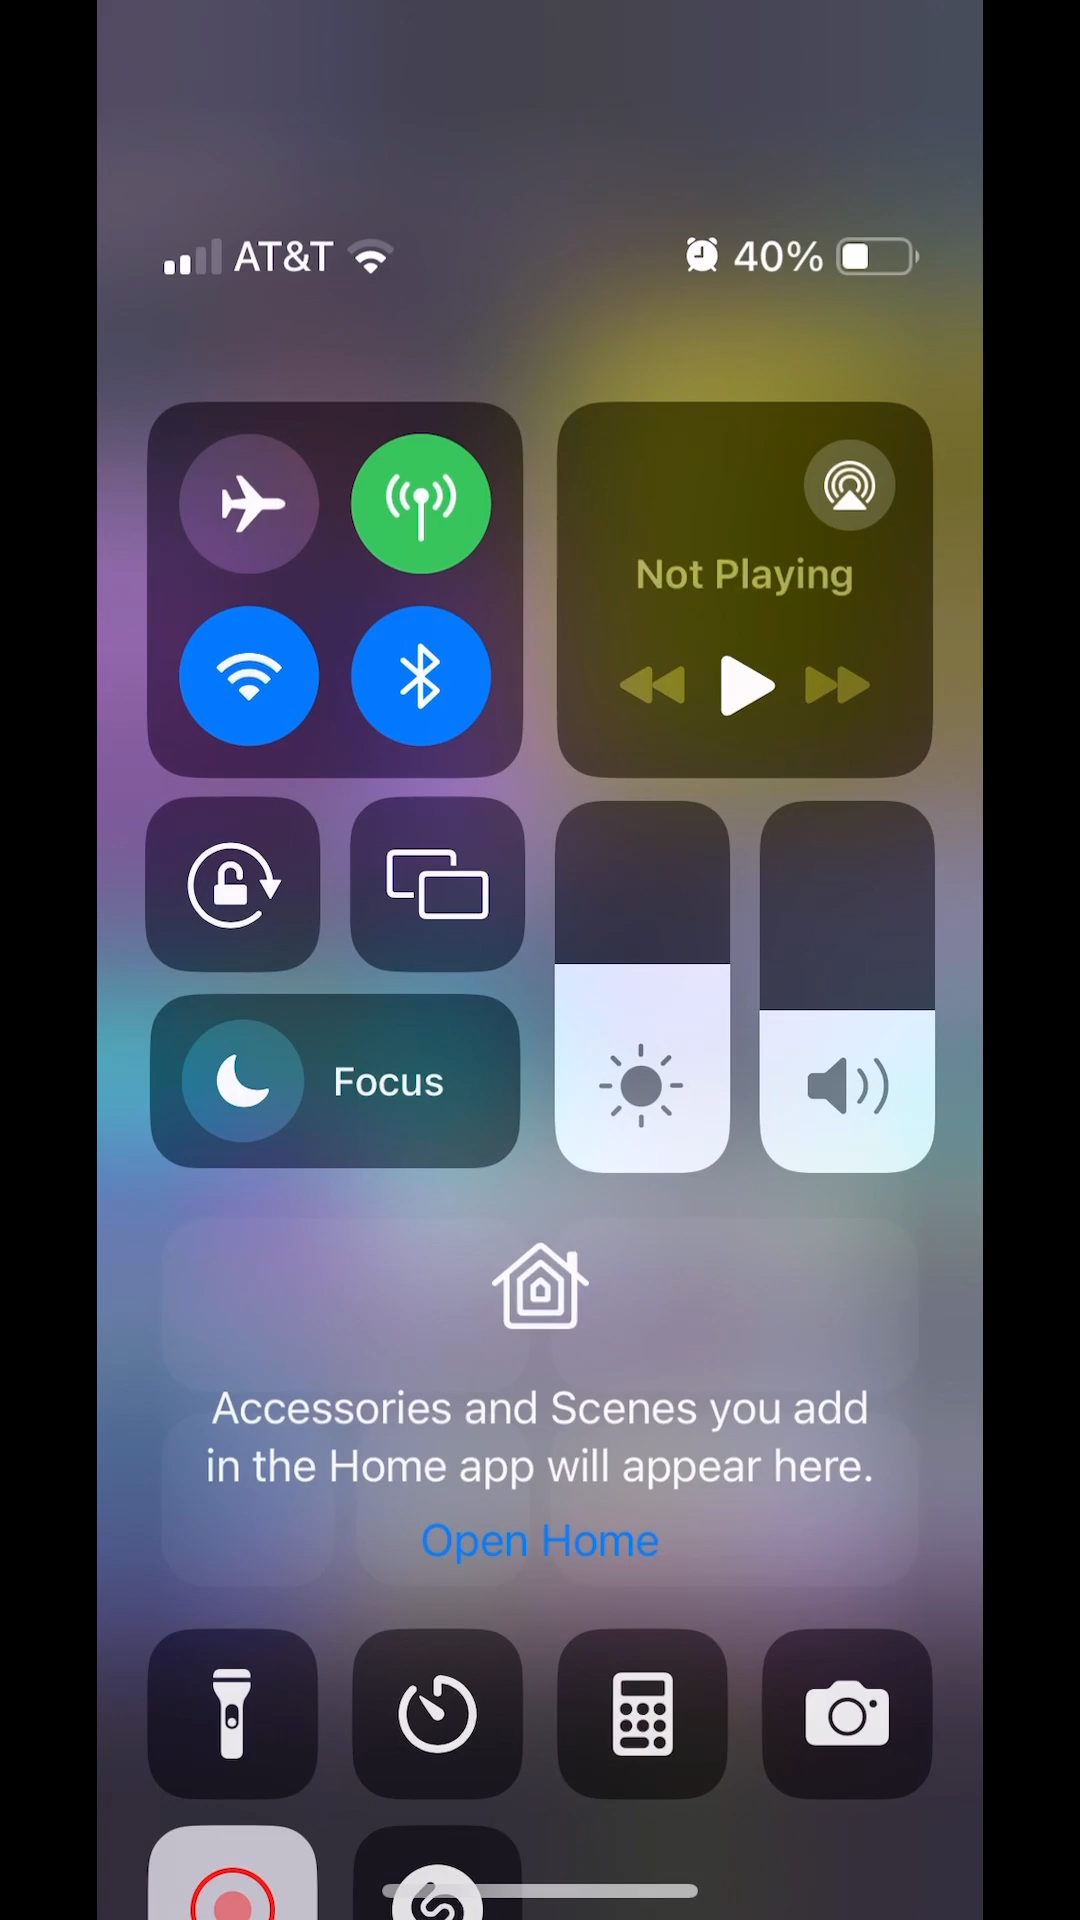 AT&T
40%
Not Playing
Focus
Accessories and Scenes you add
in the Home app will appear here.
Open Home